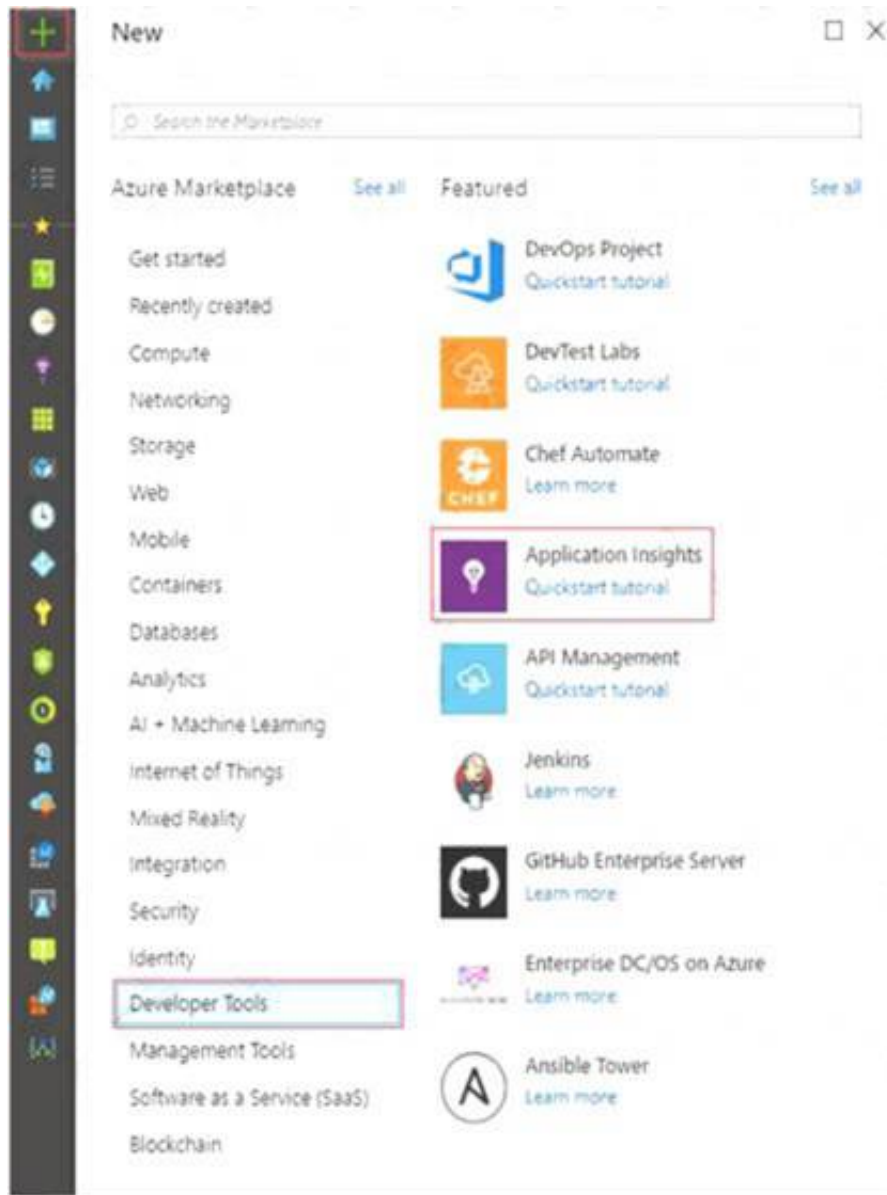 New
Search the Marketplace
Azure Marketplace
See all
Featured
See all
Get started
Recently created
Compute
Networking
Storage
Web
Mobile
Containers
Databases
Analytics
AI + Machine Learning
Internet of Things
Mixed Reality
Integration
Security
Identity
Developer Tools
Management Tools
Software as a Service (SaaS)
Blockchain
DevOps Project
Quickstart tutorial
DevTest Labs
Quickstart tutorial
CHEF
Chef Automate
Learn more
Application Insights
Quickstart tutorial
API Management
Quickstart tutorial
Jenkins
Learn more
GitHub Enterprise Server
Learn more
Enterprise DC/OS on Azure
Learn more
Ansible Tower
Learn more